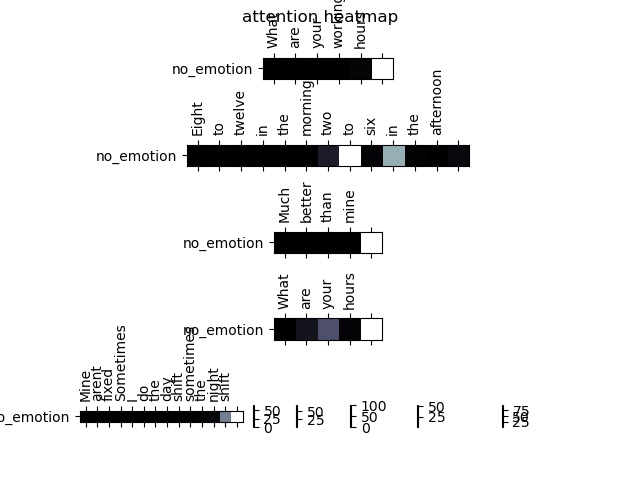 attention heatmap
What are your working hours
no_emotion
Eight to twelve in the morning two to six in the afternoon
no_emotion
Much better than mine
no_emotion
What are your hours
no_emotion
Mine arent fixed Sometimes I do the day shift sometimes the night shift
o_emotion
50 25 0
50 25
100 50 0
50 25
75 50 25